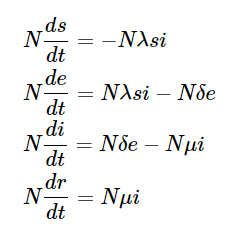 N ds/dt = −Nλsi
N de/dt = Nλsi − Nδe
N di/dt = Nδe − Nμi
N dr/dt = Nμi